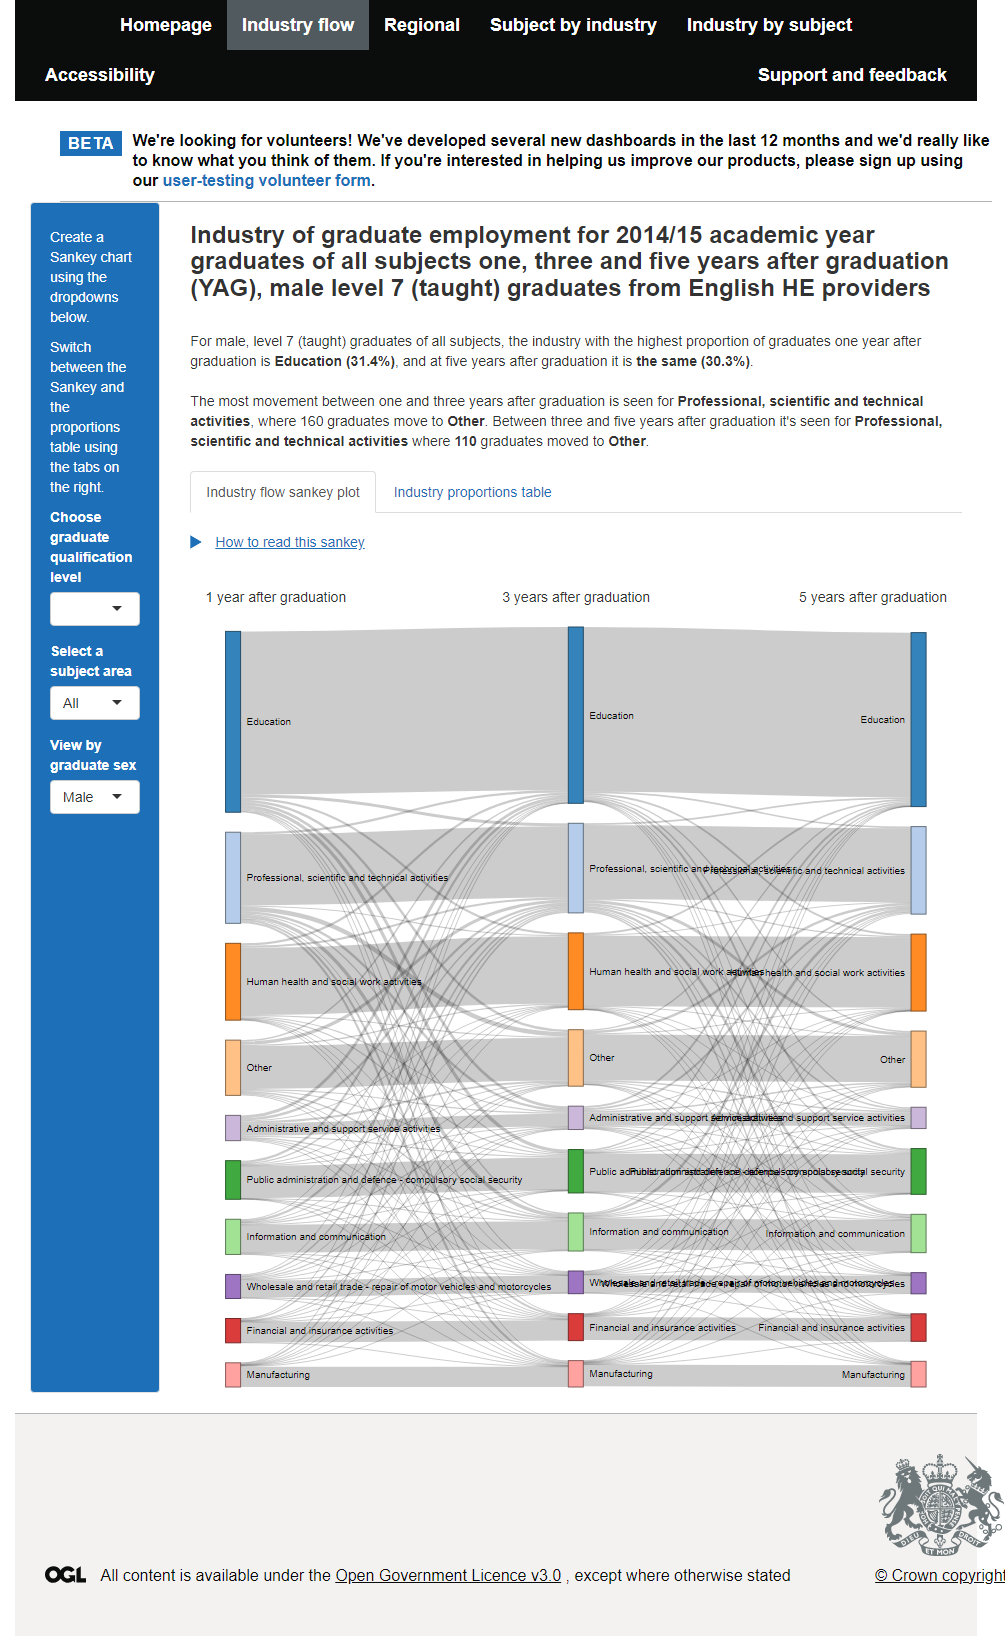 Homepage Industry flow Regional Subject by industry Industry by subject
Accessibility Support and feedback
BETA We're looking for volunteers! We've developed several new dashboards in the last 12 months and we'd really like
to know what you think of them. If you're interested in helping us improve our products, please sign up using
our user-testing volunteer form.
Create a
Sankey chart
using the
dropdowns
below.
Switch
between the
Sankey and
the
proportions
table using
the tabs on
the right.
Choose
graduate
qualification
level
Select a
subject area
All
View by
graduate sex
Male
Industry of graduate employment for 2014/15 academic year
graduates of all subjects one, three and five years after graduation
(YAG), male level 7 (taught) graduates from English HE providers
For male, level 7 (taught) graduates of all subjects, the industry with the highest proportion of graduates one year after
graduation is Education (31.4%), and at five years after graduation it is the same (30.3%).
The most movement between one and three years after graduation is seen for Professional, scientific and technical
activities, where 160 graduates move to Other. Between three and five years after graduation it's seen for Professional,
scientific and technical activities where 110 graduates moved to Other.
Industry flow sankey plot Industry proportions table
How to read this sankey
1 year after graduation 3 years after graduation 5 years after graduation
Education Education Education
Professional, scientific and technical activities Professional, scientific and technical activities Professional, scientific and technical activities
Human health and social work activities Human health and social work activities Human health and social work activities
Other Other Other
Administrative and support service activities Administrative and support service activities Administrative and support service activities
Public administration and defence - compulsory social security Public administration and defence - compulsory social security Public administration and defence - compulsory social security
Information and communication Information and communication Information and communication
Wholesale and retail trade - repair of motor vehicles and motorcycles Wholesale and retail trade - repair of motor vehicles and motorcycles Wholesale and retail trade - repair of motor vehicles and motorcycles
Financial and insurance activities Financial and insurance activities Financial and insurance activities
Manufacturing Manufacturing Manufacturing
DIEU ET MON DROIT
OGL All content is available under the Open Government Licence v3.0 , except where otherwise stated © Crown copyright